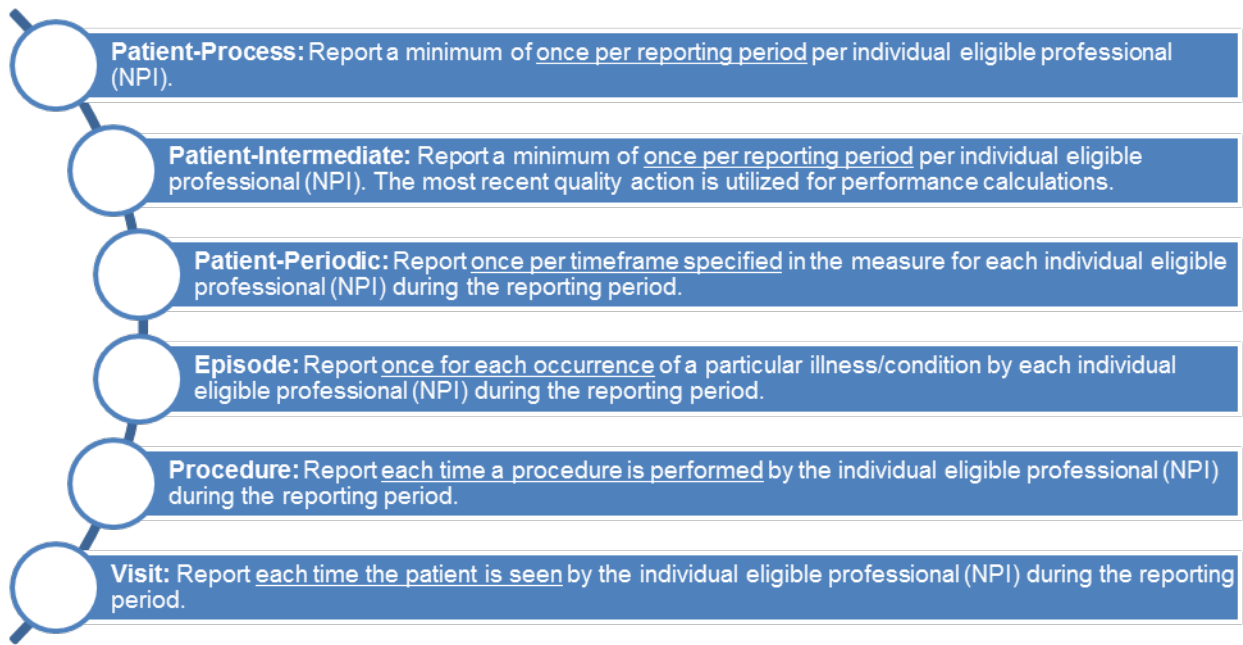 Patient-Process: Report a minimum of once per reporting period per individual eligible professional
(NPI).
Patient-Intermediate: Report a minimum of once per reporting period per individual eligible
professional (NPI). The most recent quality action is utilized for performance calculations.
Patient-Periodic: Report once per timeframe specified in the measure for each individual eligible
professional (NPI) during the reporting period.
Episode: Report once for each occurrence of a particular illness/condition by each individual
eligible professional (NPI) during the reporting period.
Procedure: Report each time a procedure is performed by the individual eligible professional (NPI)
during the reporting period.
Visit: Report each time the patient is seen by the individual eligible professional (NPI) during the reporting
period.